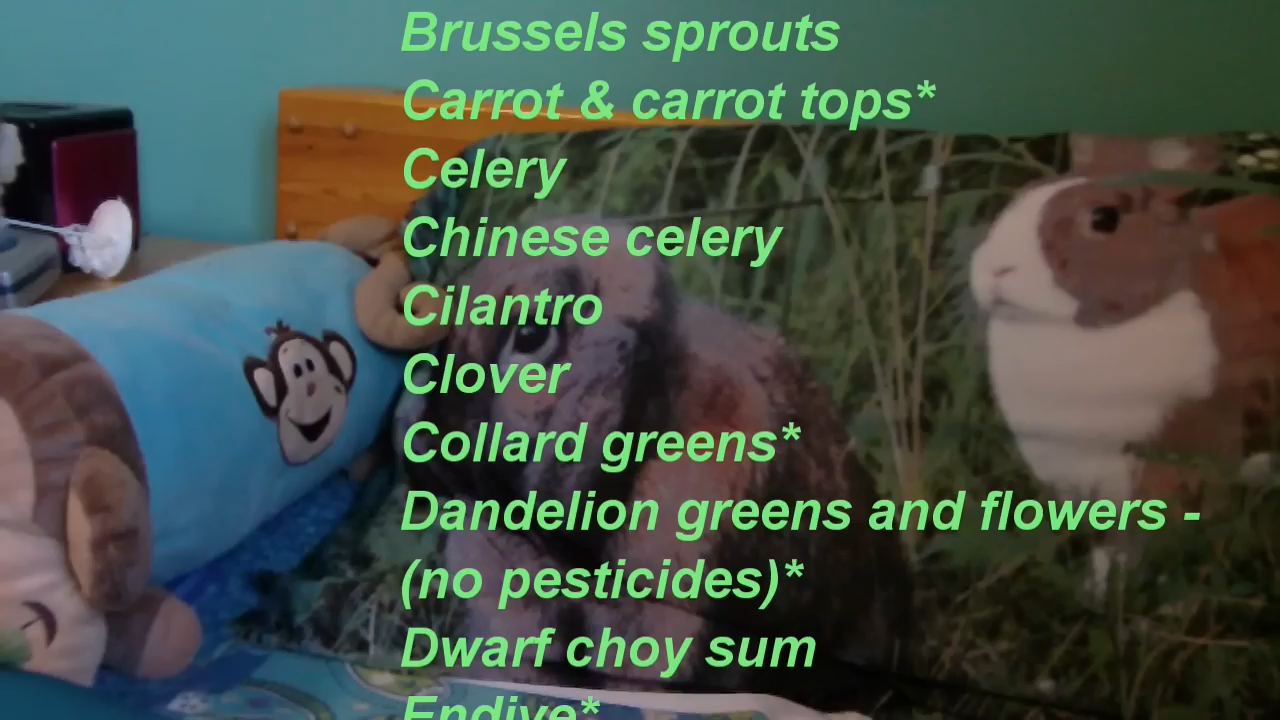 Brussels sprouts
Carrot & carrot tops*
Celery
Chinese celery
Cilantro
Clover
Collard greens*
Dandelion greens and flowers -
(no pesticides)*
Dwarf choy sum
Endive*